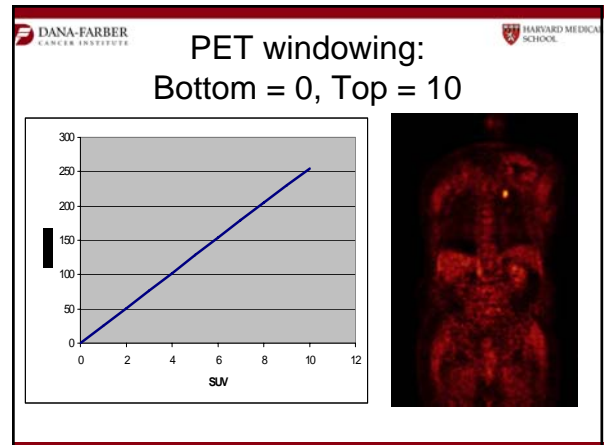 DANA-FARBER
CANCER INSTITUTE
HARVARD MEDICAL
SCHOOL
PET windowing:
Bottom = 0, Top = 10
300
250
200
150
100
50
0
0 2 4 6 8 10 12
SUV